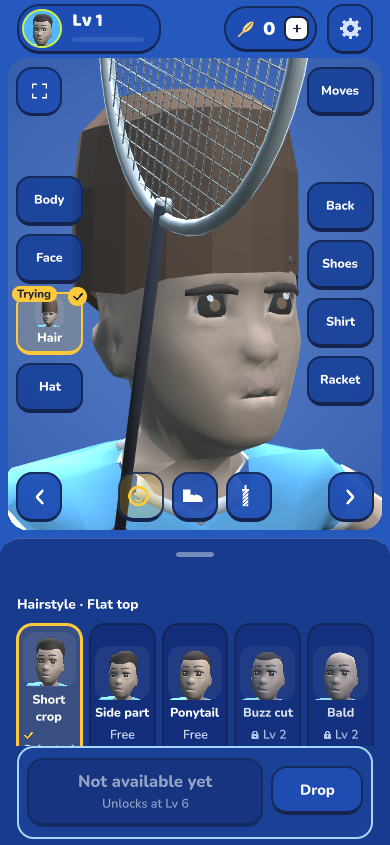 Lv 1
0
+
Moves
Body
Back
Face
Shoes
Trying
Hair
Shirt
Hat
Racket
Hairstyle · Flat top
Short crop
Side part
Free
Ponytail
Free
Buzz cut
Lv 2
Bald
Lv 2
Not available yet
Unlocks at Lv 6
Drop